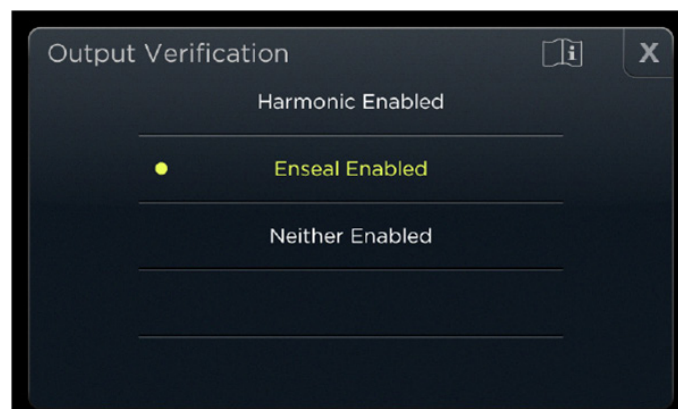 Output Verification
i
X
Harmonic Enabled
Enseal Enabled
Neither Enabled